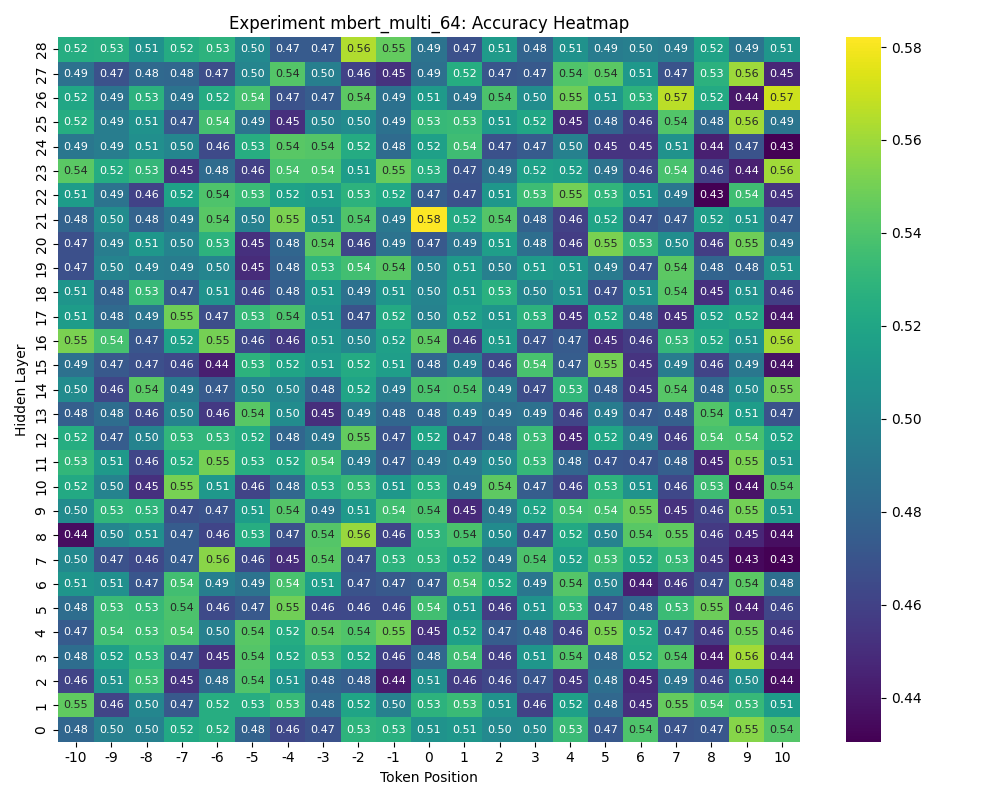 Experiment mbert_multi_64: Accuracy Heatmap
28 0.52 0.53 0.51 0.52 0.53 0.50 0.47 0.47 0.56 0.55 0.49 0.47 0.51 0.48 0.51 0.49 0.50 0.49 0.52 0.49 0.51
27 0.49 0.47 0.48 0.48 0.47 0.50 0.54 0.50 0.46 0.45 0.49 0.52 0.47 0.47 0.54 0.54 0.51 0.47 0.53 0.56 0.45
26 0.52 0.49 0.53 0.49 0.52 0.54 0.47 0.47 0.54 0.49 0.51 0.49 0.54 0.50 0.55 0.51 0.53 0.57 0.52 0.44 0.57
25 0.52 0.49 0.51 0.47 0.54 0.49 0.45 0.50 0.50 0.49 0.53 0.53 0.51 0.52 0.45 0.48 0.46 0.54 0.48 0.56 0.49
24 0.49 0.49 0.51 0.50 0.46 0.53 0.54 0.54 0.52 0.48 0.52 0.54 0.47 0.47 0.50 0.45 0.45 0.51 0.44 0.47 0.43
23 0.54 0.52 0.53 0.45 0.48 0.46 0.54 0.54 0.51 0.55 0.53 0.47 0.49 0.52 0.52 0.49 0.46 0.54 0.46 0.44 0.56
22 0.51 0.49 0.46 0.52 0.54 0.53 0.52 0.51 0.53 0.52 0.47 0.47 0.51 0.53 0.55 0.53 0.51 0.49 0.43 0.54 0.45
21 0.48 0.50 0.48 0.49 0.54 0.50 0.55 0.51 0.54 0.49 0.58 0.52 0.54 0.48 0.46 0.52 0.47 0.47 0.52 0.51 0.47
20 0.47 0.49 0.51 0.50 0.53 0.45 0.48 0.54 0.46 0.49 0.47 0.49 0.51 0.48 0.46 0.55 0.53 0.50 0.46 0.55 0.49
19 0.47 0.50 0.49 0.49 0.50 0.45 0.48 0.53 0.54 0.54 0.50 0.51 0.50 0.51 0.51 0.49 0.47 0.54 0.48 0.48 0.51
18 0.51 0.48 0.53 0.47 0.51 0.46 0.48 0.51 0.49 0.51 0.50 0.51 0.53 0.50 0.51 0.47 0.51 0.54 0.45 0.51 0.46
17 0.51 0.48 0.49 0.55 0.47 0.53 0.54 0.51 0.47 0.52 0.50 0.52 0.51 0.53 0.45 0.52 0.48 0.45 0.52 0.52 0.44
16 0.55 0.54 0.47 0.52 0.55 0.46 0.46 0.51 0.50 0.52 0.54 0.46 0.51 0.47 0.47 0.45 0.46 0.53 0.52 0.51 0.56
15 0.49 0.47 0.47 0.46 0.44 0.53 0.52 0.51 0.52 0.51 0.48 0.49 0.46 0.54 0.47 0.55 0.45 0.49 0.46 0.49 0.44
14 0.50 0.46 0.54 0.49 0.47 0.50 0.50 0.48 0.52 0.49 0.54 0.54 0.49 0.47 0.53 0.48 0.45 0.54 0.48 0.50 0.55
13 0.48 0.48 0.46 0.50 0.46 0.54 0.50 0.45 0.49 0.48 0.48 0.49 0.49 0.49 0.46 0.49 0.47 0.48 0.54 0.51 0.47
12 0.52 0.47 0.50 0.53 0.53 0.52 0.48 0.49 0.55 0.47 0.52 0.47 0.48 0.53 0.45 0.52 0.49 0.46 0.54 0.54 0.52
11 0.53 0.51 0.46 0.52 0.55 0.53 0.52 0.54 0.49 0.47 0.49 0.49 0.50 0.53 0.48 0.47 0.47 0.48 0.45 0.55 0.51
10 0.52 0.50 0.45 0.55 0.51 0.46 0.48 0.53 0.53 0.51 0.53 0.49 0.54 0.47 0.46 0.53 0.51 0.46 0.53 0.44 0.54
9 0.50 0.53 0.53 0.47 0.47 0.51 0.54 0.49 0.51 0.54 0.54 0.45 0.49 0.52 0.54 0.54 0.55 0.45 0.46 0.55 0.51
8 0.44 0.50 0.51 0.47 0.46 0.53 0.47 0.54 0.56 0.46 0.53 0.54 0.50 0.47 0.52 0.50 0.54 0.55 0.46 0.45 0.44
7 0.50 0.47 0.46 0.47 0.56 0.46 0.45 0.54 0.47 0.53 0.53 0.52 0.49 0.54 0.52 0.53 0.52 0.53 0.45 0.43 0.43
6 0.51 0.51 0.47 0.54 0.49 0.49 0.54 0.51 0.47 0.47 0.47 0.54 0.52 0.49 0.54 0.50 0.44 0.46 0.47 0.54 0.48
5 0.48 0.53 0.53 0.54 0.46 0.47 0.55 0.46 0.46 0.46 0.54 0.51 0.46 0.51 0.53 0.47 0.48 0.53 0.55 0.44 0.46
4 0.47 0.54 0.53 0.54 0.50 0.54 0.52 0.54 0.54 0.55 0.45 0.52 0.47 0.48 0.46 0.55 0.52 0.47 0.46 0.55 0.46
3 0.48 0.52 0.53 0.47 0.45 0.54 0.52 0.53 0.52 0.46 0.48 0.54 0.46 0.51 0.54 0.48 0.52 0.54 0.44 0.56 0.44
2 0.46 0.51 0.53 0.45 0.48 0.54 0.51 0.48 0.48 0.44 0.51 0.46 0.46 0.47 0.45 0.48 0.45 0.49 0.46 0.50 0.44
1 0.55 0.46 0.50 0.47 0.52 0.53 0.53 0.48 0.52 0.50 0.53 0.53 0.51 0.46 0.52 0.48 0.45 0.55 0.54 0.53 0.51
0 0.48 0.50 0.50 0.52 0.52 0.48 0.46 0.47 0.53 0.53 0.51 0.51 0.50 0.50 0.53 0.47 0.54 0.47 0.47 0.55 0.54
-10 -9 -8 -7 -6 -5 -4 -3 -2 -1 0 1 2 3 4 5 6 7 8 9 10
Token Position
Hidden Layer
0.58
0.56
0.54
0.52
0.50
0.48
0.46
0.44